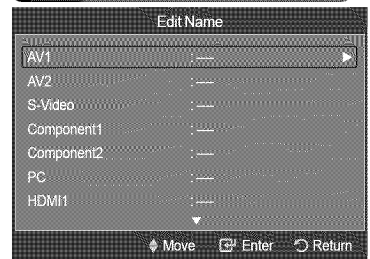 Edit Name
AV1 : ––
AV2 : ––
S-Video : ––
Component1 : ––
Component2 : ––
PC : ––
HDMI1 : ––
Move Enter Return